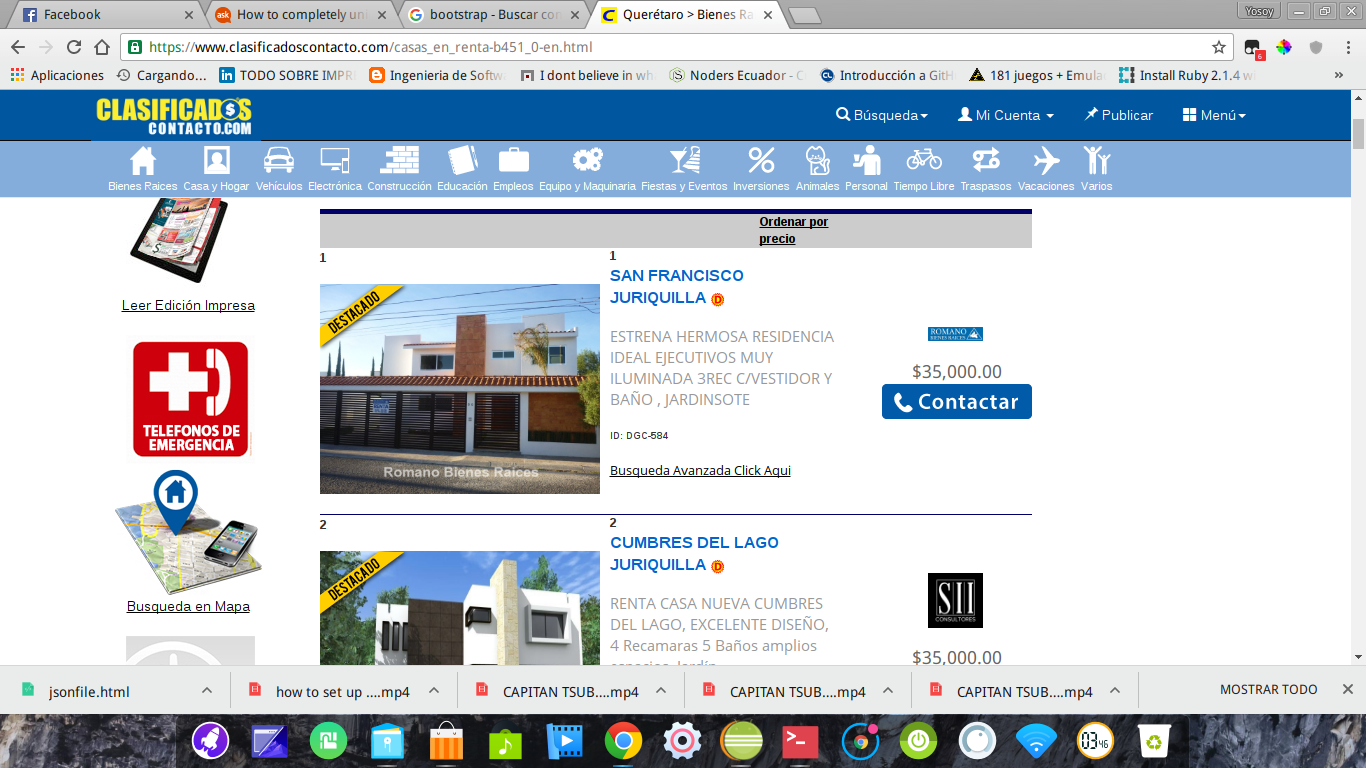 Facebook
How to completely uni
bootstrap - Buscar con
Querétaro > Bienes Ra
Yosoy
https://www.clasificadoscontacto.com/casas_en_renta-b451_0-en.html
6
Aplicaciones
Cargando...
TODO SOBRE IMPR
Ingenieria de Softw
I dont believe in wh
Noders Ecuador - C
Introducción a GitH
181 juegos + Emula
Install Ruby 2.1.4 w
»
CLASIFICADOS
CONTACTO.COM
Búsqueda
Mi Cuenta
Publicar
Menú
Bienes Raices
Casa y Hogar
Vehículos
Electrónica
Construcción
Educación
Empleos
Equipo y Maquinaria
Fiestas y Eventos
Inversiones
Animales
Personal
Tiempo Libre
Traspasos
Vacaciones
Varios
Leer Edición Impresa
TELEFONOS DE
EMERGENCIA
Busqueda en Mapa
Ordenar por
precio
1
DESTACADO
Romano Bienes Raices
1
SAN FRANCISCO
JURIQUILLA D
ESTRENA HERMOSA RESIDENCIA
IDEAL EJECUTIVOS MUY
ILUMINADA 3REC C/VESTIDOR Y
BAÑO , JARDINSOTE
ID: DGC-584
Busqueda Avanzada Click Aqui
ROMANO
BIENES RAICES
$35,000.00
Contactar
2
DESTACADO
2
CUMBRES DEL LAGO
JURIQUILLA D
RENTA CASA NUEVA CUMBRES
DEL LAGO, EXCELENTE DISEÑO,
4 Recamaras 5 Baños amplios
SII
CONSULTORES
$35,000.00
jsonfile.html
how to set up ....mp4
CAPITAN TSUB....mp4
CAPITAN TSUB....mp4
CAPITAN TSUB....mp4
MOSTRAR TODO
03:46